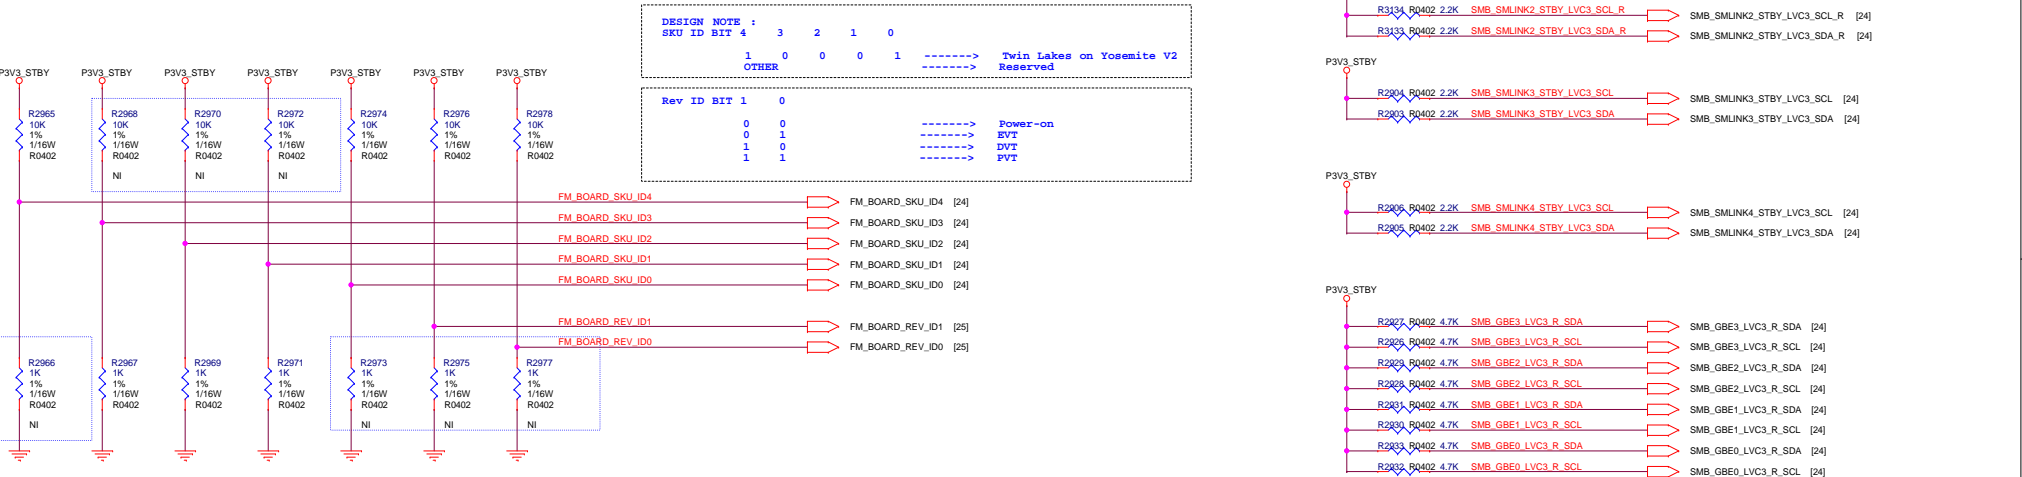 DESIGN NOTE :
SKU ID BIT 4 3 2 1 0
1 0 0 0 1 -------> Twin Lakes on Yosemite V2
OTHER -------> Reserved
Rev ID BIT 1 0
0 0 -------> Power-on
0 1 -------> EVT
1 0 -------> DVT
1 1 -------> PVT
P3V3_STBY P3V3_STBY P3V3_STBY P3V3_STBY P3V3_STBY P3V3_STBY P3V3_STBY
R2965 R2968 R2970 R2972 R2974 R2976 R2978
10K 10K 10K 10K 10K 10K 10K
1% 1% 1% 1% 1% 1% 1%
1/16W 1/16W 1/16W 1/16W 1/16W 1/16W 1/16W
R0402 R0402 R0402 R0402 R0402 R0402 R0402
NI NI NI
FM_BOARD_SKU_ID4 FM_BOARD_SKU_ID4 [24]
FM_BOARD_SKU_ID3 FM_BOARD_SKU_ID3 [24]
FM_BOARD_SKU_ID2 FM_BOARD_SKU_ID2 [24]
FM_BOARD_SKU_ID1 FM_BOARD_SKU_ID1 [24]
FM_BOARD_SKU_ID0 FM_BOARD_SKU_ID0 [24]
FM_BOARD_REV_ID1 FM_BOARD_REV_ID1 [25]
FM_BOARD_REV_ID0 FM_BOARD_REV_ID0 [25]
R2966 R2967 R2969 R2971 R2973 R2975 R2977
1K 1K 1K 1K 1K 1K 1K
1% 1% 1% 1% 1% 1% 1%
1/16W 1/16W 1/16W 1/16W 1/16W 1/16W 1/16W
R0402 R0402 R0402 R0402 R0402 R0402 R0402
NI NI NI NI
R3134 R0402 2.2K SMB_SMLINK2_STBY_LVC3_SCL_R SMB_SMLINK2_STBY_LVC3_SCL_R [24]
R3133 R0402 2.2K SMB_SMLINK2_STBY_LVC3_SDA_R SMB_SMLINK2_STBY_LVC3_SDA_R [24]
P3V3_STBY
R2904 R0402 2.2K SMB_SMLINK3_STBY_LVC3_SCL SMB_SMLINK3_STBY_LVC3_SCL [24]
R2903 R0402 2.2K SMB_SMLINK3_STBY_LVC3_SDA SMB_SMLINK3_STBY_LVC3_SDA [24]
P3V3_STBY
R2906 R0402 2.2K SMB_SMLINK4_STBY_LVC3_SCL SMB_SMLINK4_STBY_LVC3_SCL [24]
R2905 R0402 2.2K SMB_SMLINK4_STBY_LVC3_SDA SMB_SMLINK4_STBY_LVC3_SDA [24]
P3V3_STBY
R2927 R0402 4.7K SMB_GBE3_LVC3_R_SDA SMB_GBE3_LVC3_R_SDA [24]
R2926 R0402 4.7K SMB_GBE3_LVC3_R_SCL SMB_GBE3_LVC3_R_SCL [24]
R2929 R0402 4.7K SMB_GBE2_LVC3_R_SDA SMB_GBE2_LVC3_R_SDA [24]
R2928 R0402 4.7K SMB_GBE2_LVC3_R_SCL SMB_GBE2_LVC3_R_SCL [24]
R2931 R0402 4.7K SMB_GBE1_LVC3_R_SDA SMB_GBE1_LVC3_R_SDA [24]
R2930 R0402 4.7K SMB_GBE1_LVC3_R_SCL SMB_GBE1_LVC3_R_SCL [24]
R2933 R0402 4.7K SMB_GBE0_LVC3_R_SDA SMB_GBE0_LVC3_R_SDA [24]
R2932 R0402 4.7K SMB_GBE0_LVC3_R_SCL SMB_GBE0_LVC3_R_SCL [24]